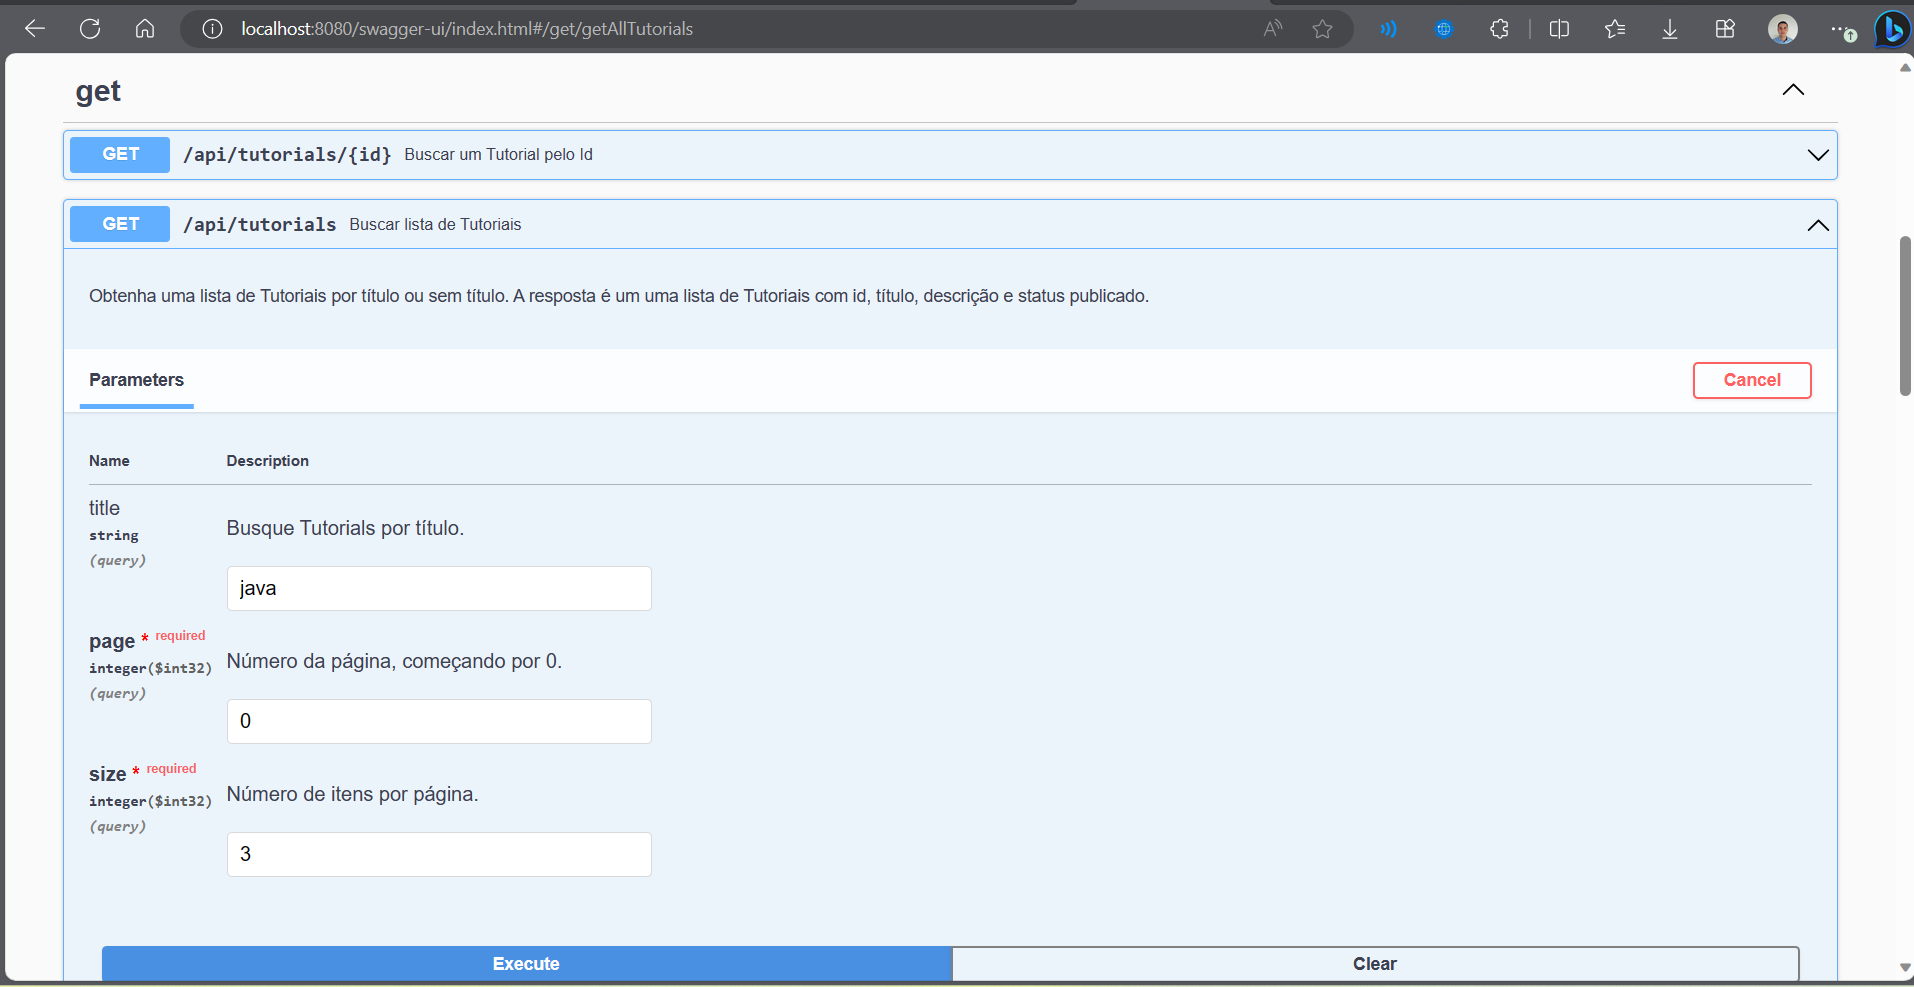 localhost:8080/swagger-ui/index.html#/get/getAllTutorials
get
GET /api/tutorials/{id} Buscar um Tutorial pelo Id
GET /api/tutorials Buscar lista de Tutoriais
Obtenha uma lista de Tutoriais por título ou sem título. A resposta é um uma lista de Tutoriais com id, título, descrição e status publicado.
Parameters Cancel
Name Description
title
string
(query)
Busque Tutorials por título.
java
page * required
integer($int32)
(query)
Número da página, começando por 0.
0
size * required
integer($int32)
(query)
Número de itens por página.
3
Execute Clear